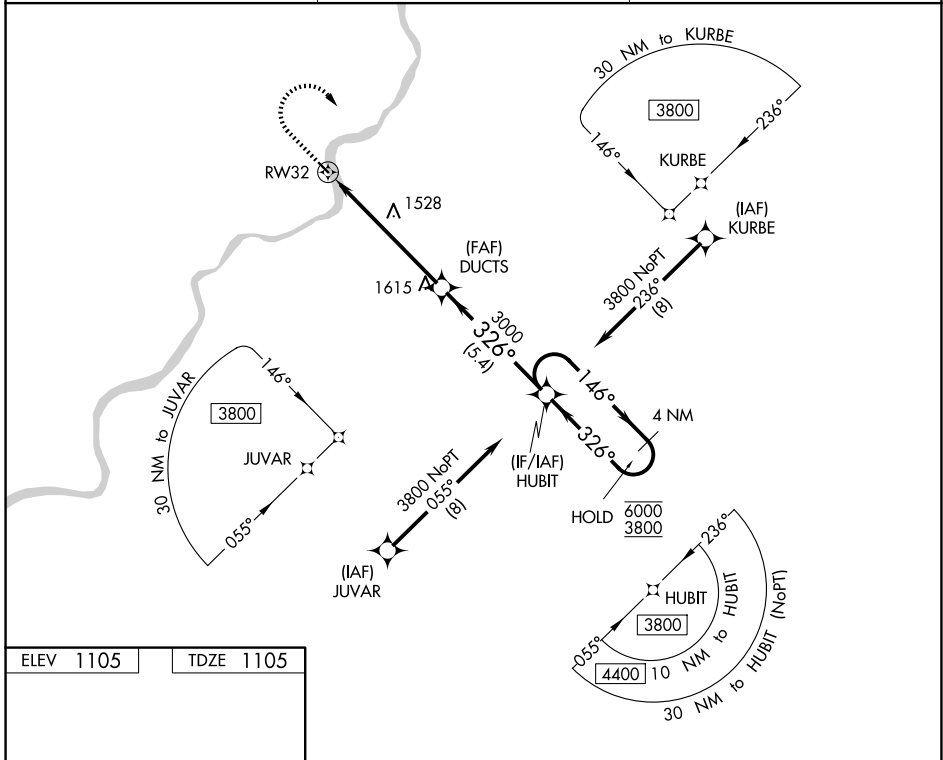 30 NM to KURBE
3800
146°
236°
KURBE
RW32
1528
(IAF)
KURBE
(FAF)
DUCTS
1615
3800 NoPT
236°
(8)
3000
326°
(5.4)
146°
4 NM
326°
(IF/IAF)
HUBIT
HOLD
6000
3800
30 NM to JUVAR
146°
3800
JUVAR
055°
3800 NoPT
055°
(8)
(IAF)
JUVAR
236°
HUBIT
3800
055°
4400
10 NM to HUBIT
30 NM to HUBIT (NoPT)
ELEV 1105
TDZE 1105